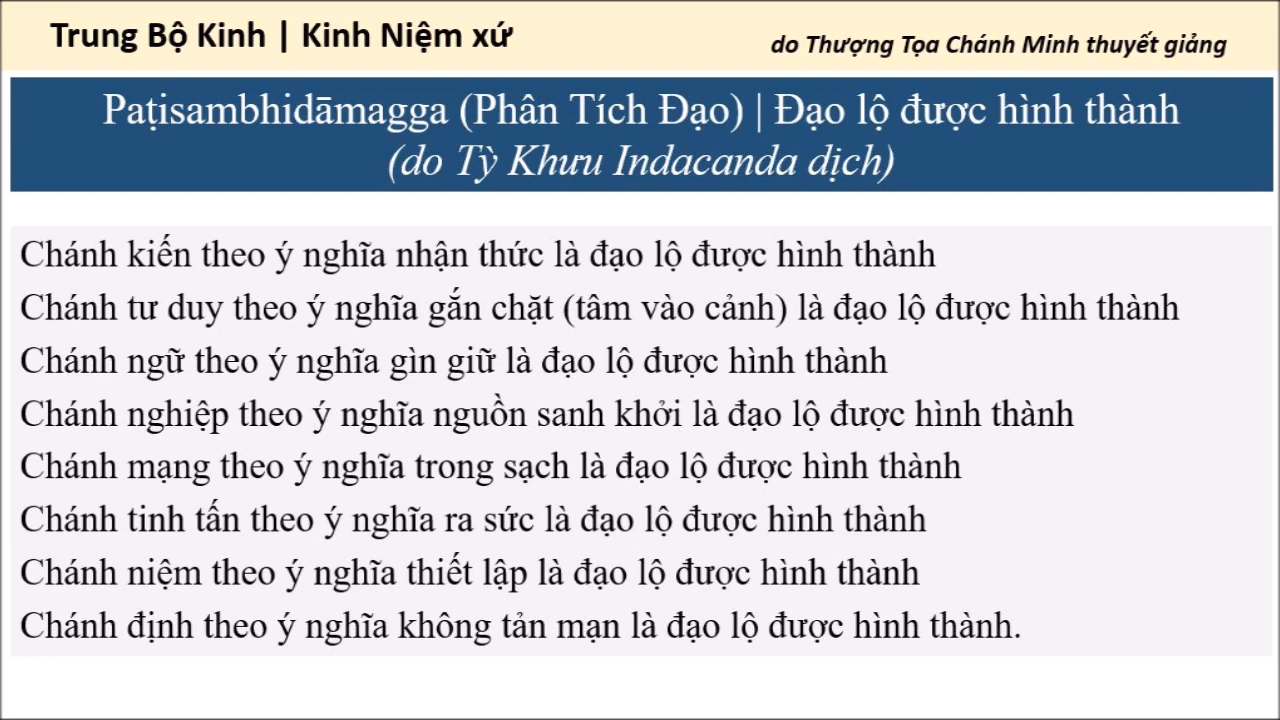 Trung Bộ Kinh | Kinh Niệm xứ
do Thượng Tọa Chánh Minh thuyết giảng
Paṭisambhidāmagga (Phân Tích Đạo) | Đạo lộ được hình thành
(do Tỳ Khưu Indacanda dịch)
Chánh kiến theo ý nghĩa nhận thức là đạo lộ được hình thành
Chánh tư duy theo ý nghĩa gắn chặt (tâm vào cảnh) là đạo lộ được hình thành
Chánh ngữ theo ý nghĩa gìn giữ là đạo lộ được hình thành
Chánh nghiệp theo ý nghĩa nguồn sanh khởi là đạo lộ được hình thành
Chánh mạng theo ý nghĩa trong sạch là đạo lộ được hình thành
Chánh tinh tấn theo ý nghĩa ra sức là đạo lộ được hình thành
Chánh niệm theo ý nghĩa thiết lập là đạo lộ được hình thành
Chánh định theo ý nghĩa không tản mạn là đạo lộ được hình thành.